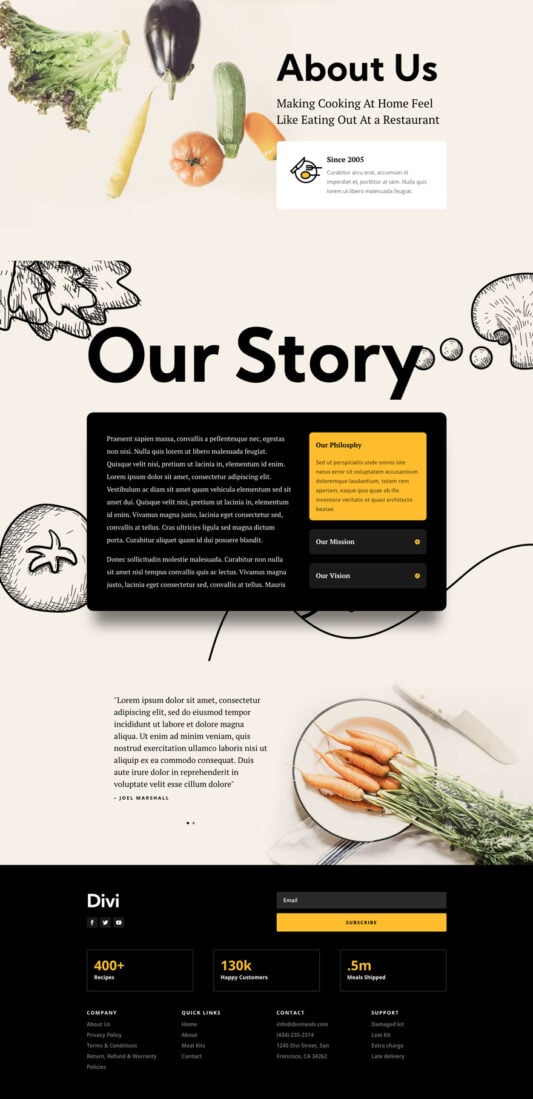 About Us
Making Cooking At Home Feel
Like Eating Out At a Restaurant
Since 2005
Curabitur arcu erat, accumsan id
imperdiet et, porttitor at sem. Nulla quis
lorem ut libero malesuada feugiat.
Our Story
Praesent sapien massa, convallis a pellentesque nec, egestas
non nisi. Nulla quis lorem ut libero malesuada feugiat.
Quisque velit nisi, pretium ut lacinia in, elementum id enim.
Lorem ipsum dolor sit amet, consectetur adipiscing elit.
Vestibulum ac diam sit amet quam vehicula elementum sed sit
amet dui. Quisque velit nisi, pretium ut lacinia in, elementum
id enim. Vivamus magna justo, lacinia eget consectetur sed,
convallis at tellus. Cras ultricies ligula sed magna dictum
porta. Curabitur aliquet quam id dui posuere blandit.
Donec sollicitudin molestie malesuada. Curabitur non nulla
sit amet nisl tempus convallis quis ac lectus. Vivamus magna
justo, lacinia eget consectetur sed, convallis at tellus. Mauris
Our Philosphy
Sed ut perspiciatis unde omnis iste
natus error sit voluptatem accusantium
doloremque laudantium, totam rem
aperiam, eaque ipsa quae ab illo
inventore veritatis et quasi architecto
beatae.
Our Mission
Our Vision
"Lorem ipsum dolor sit amet, consectetur
adipiscing elit, sed do eiusmod tempor
incididunt ut labore et dolore magna
aliqua. Ut enim ad minim veniam, quis
nostrud exercitation ullamco laboris nisi ut
aliquip ex ea commodo consequat. Duis
aute irure dolor in reprehenderit in
voluptate velit esse cillum dolore"
- JOEL MARSHALL
Divi
Email
SUBSCRIBE
400+
Recipes
130k
Happy Customers
.5m
Meals Shipped
COMPANY
About Us
Privacy Policy
Terms & Conditions
Return, Refund & Warranty
Policies
QUICK LINKS
Home
About
Meal Kits
Contact
CONTACT
info@divimeals.com
(434)-235-2314
1245 Divi Street, San
Francisco, CA 34262
SUPPORT
Damaged kit
Lost Kit
Extra charge
Late delivery